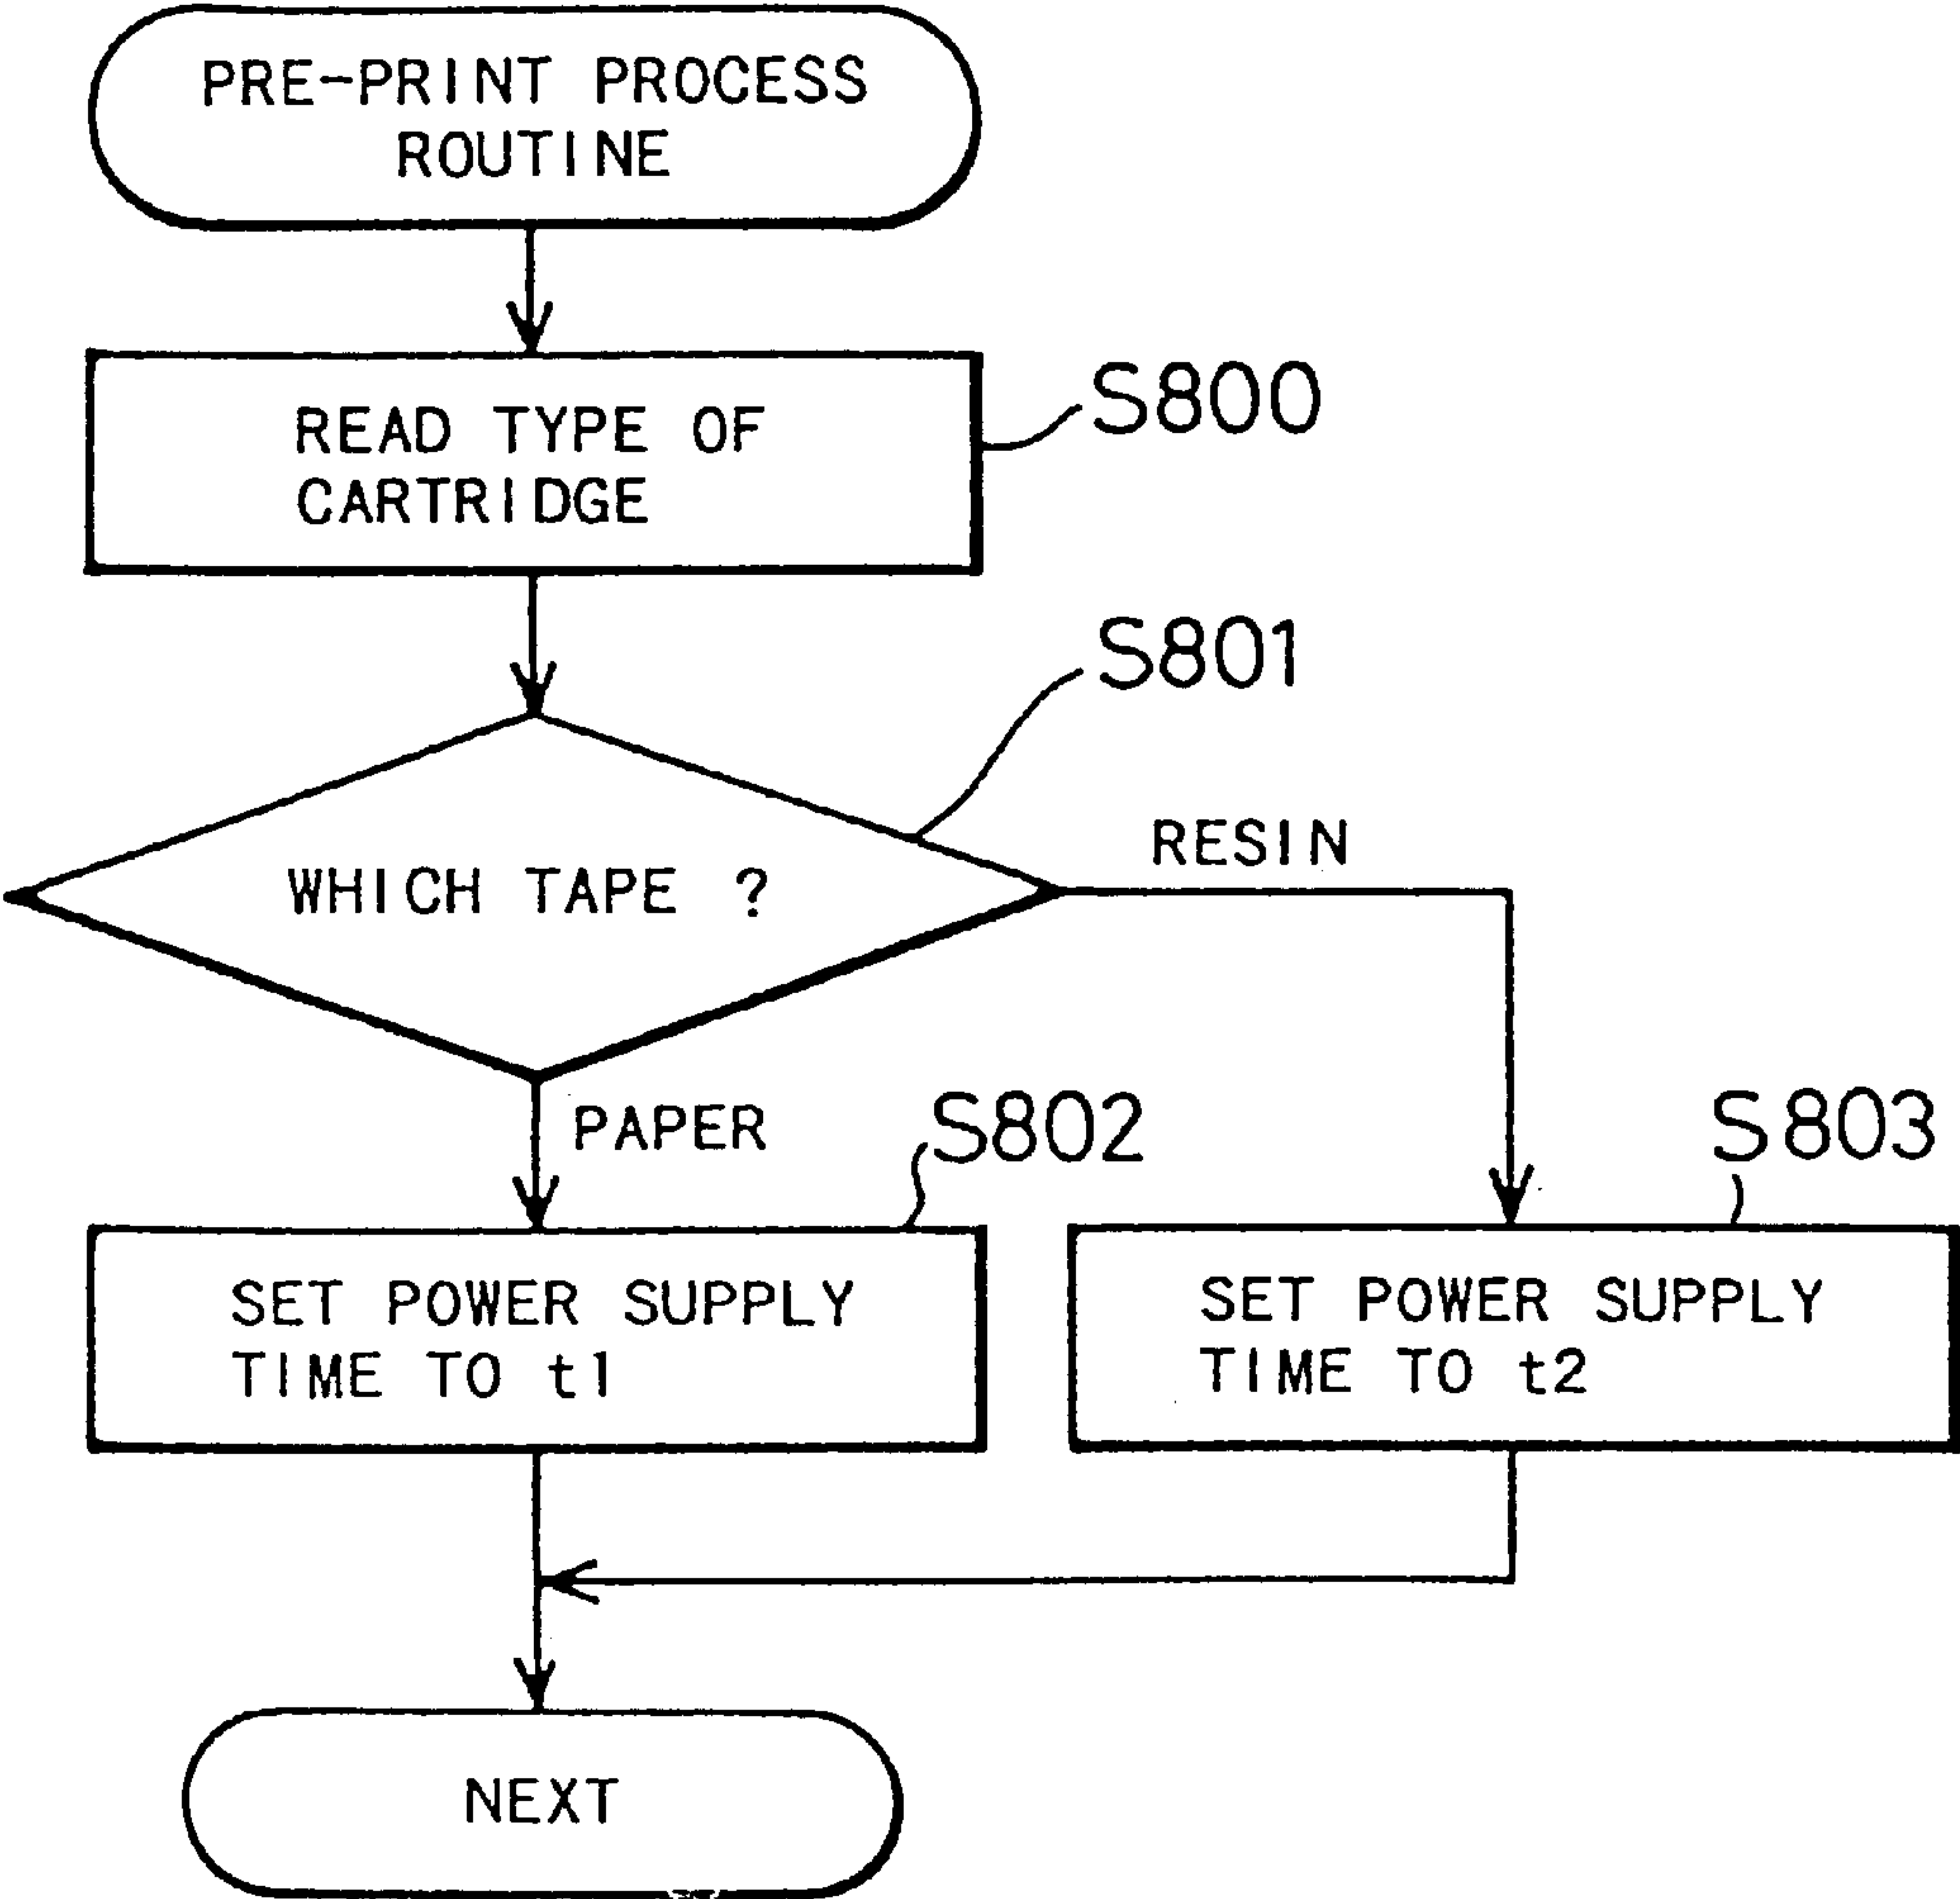 PRE-PRINT PROCESS
ROUTINE
READ TYPE OF
CARTRIDGE
S800
S801
WHICH TAPE ?
RESIN
PAPER
S802
S803
SET POWER SUPPLY
TIME TO t1
SET POWER SUPPLY
TIME TO t2
NEXT